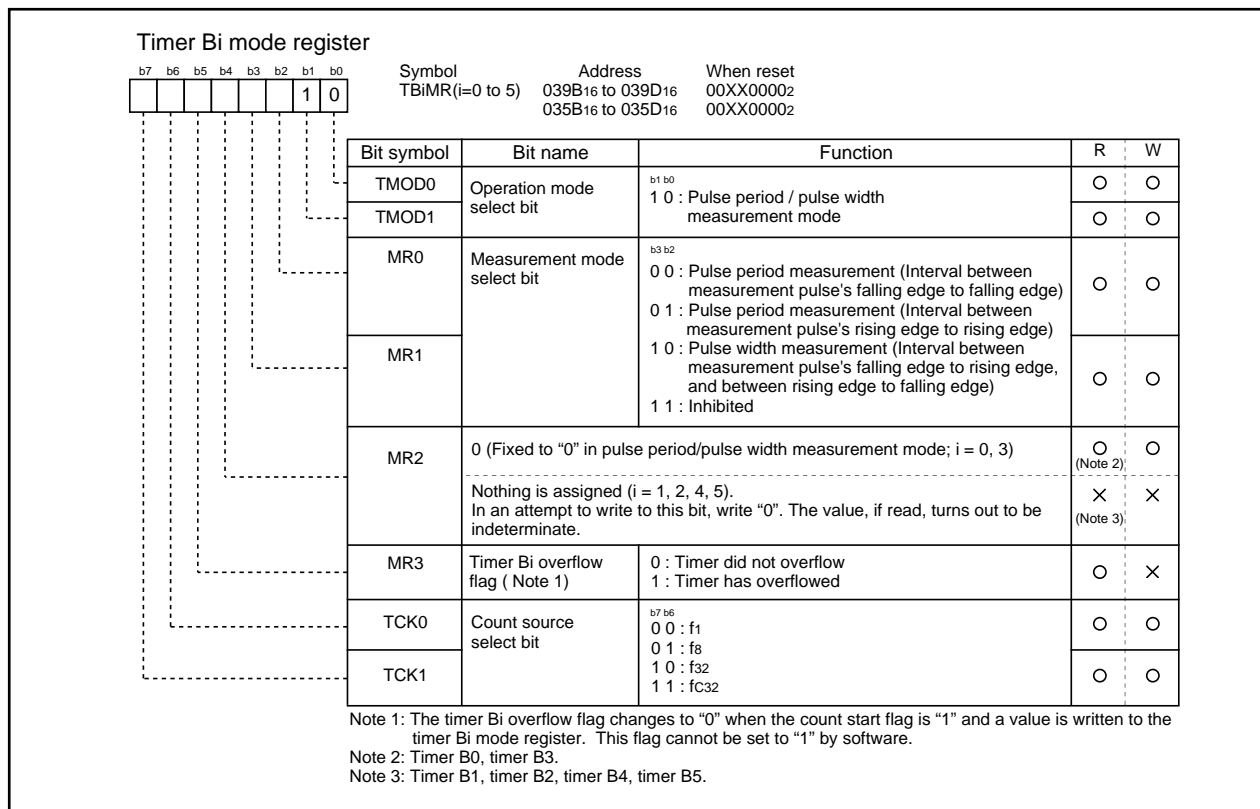 Timer Bi mode register
b7 b6 b5 b4 b3 b2 b1 b0
1 0
Symbol Address When reset
TBiMR(i=0 to 5) 039B16 to 039D16 00XX00002
035B16 to 035D16 00XX00002
Bit symbol Bit name Function R W
TMOD0 Operation mode select bit
b1 b0
1 0 : Pulse period / pulse width
measurement mode
TMOD1
MR0 Measurement mode
select bit
b3 b2
0 0 : Pulse period measurement (Interval between
measurement pulse's falling edge to falling edge)
0 1 : Pulse period measurement (Interval between
measurement pulse's rising edge to rising edge)
MR1
1 0 : Pulse width measurement (Interval between
measurement pulse's falling edge to rising edge,
and between rising edge to falling edge)
1 1 : Inhibited
MR2
0 (Fixed to “0” in pulse period/pulse width measurement mode; i = 0, 3)
(Note 2)
Nothing is assigned (i = 1, 2, 4, 5).
In an attempt to write to this bit, write “0”. The value, if read, turns out to be
indeterminate.
(Note 3)
MR3 Timer Bi overflow
flag ( Note 1)
0 : Timer did not overflow
1 : Timer has overflowed
TCK0 Count source
select bit
b7 b6
0 0 : f1
0 1 : f8
TCK1
1 0 : f32
1 1 : fC32
Note 1: The timer Bi overflow flag changes to “0” when the count start flag is “1” and a value is written to the
timer Bi mode register. This flag cannot be set to “1” by software.
Note 2: Timer B0, timer B3.
Note 3: Timer B1, timer B2, timer B4, timer B5.